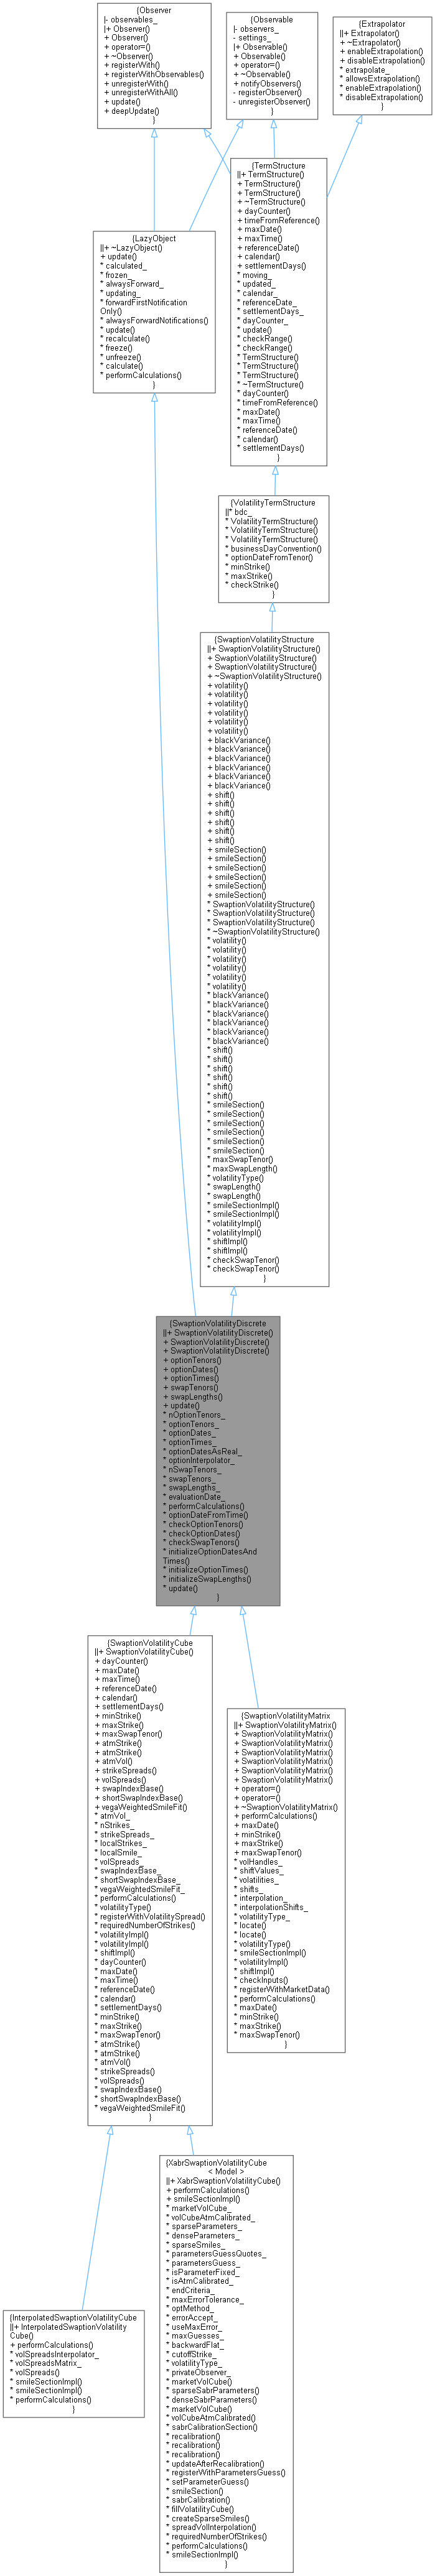 {Observer
|- observables_
|+ Observer()
+ Observer()
+ operator=()
+ ~Observer()
+ registerWith()
+ registerWithObservables()
+ unregisterWith()
+ unregisterWithAll()
+ update()
+ deepUpdate()
}
{Observable
|- observers_
- settings_
|+ Observable()
+ Observable()
+ operator=()
+ ~Observable()
+ notifyObservers()
- registerObserver()
- unregisterObserver()
}
{Extrapolator
||+ Extrapolator()
+ ~Extrapolator()
+ enableExtrapolation()
+ disableExtrapolation()
* extrapolate_
* allowsExtrapolation()
* enableExtrapolation()
* disableExtrapolation()
}
{TermStructure
||+ TermStructure()
+ TermStructure()
+ TermStructure()
+ ~TermStructure()
+ dayCounter()
+ timeFromReference()
+ maxDate()
+ maxTime()
+ referenceDate()
+ calendar()
+ settlementDays()
* moving_
* updated_
* calendar_
* referenceDate_
* settlementDays_
* dayCounter_
* update()
* checkRange()
* checkRange()
* TermStructure()
* TermStructure()
* TermStructure()
* ~TermStructure()
* dayCounter()
* timeFromReference()
* maxDate()
* maxTime()
* referenceDate()
* calendar()
* settlementDays()
}
{LazyObject
||+ ~LazyObject()
+ update()
* calculated_
* frozen_
* alwaysForward_
* updating_
* forwardFirstNotification
Only()
* alwaysForwardNotifications()
* update()
* recalculate()
* freeze()
* unfreeze()
* calculate()
* performCalculations()
}
{VolatilityTermStructure
||* bdc_
* VolatilityTermStructure()
* VolatilityTermStructure()
* VolatilityTermStructure()
* businessDayConvention()
* optionDateFromTenor()
* minStrike()
* maxStrike()
* checkStrike()
}
{SwaptionVolatilityStructure
||+ SwaptionVolatilityStructure()
+ SwaptionVolatilityStructure()
+ SwaptionVolatilityStructure()
+ ~SwaptionVolatilityStructure()
+ volatility()
+ volatility()
+ volatility()
+ volatility()
+ volatility()
+ volatility()
+ blackVariance()
+ blackVariance()
+ blackVariance()
+ blackVariance()
+ blackVariance()
+ blackVariance()
+ shift()
+ shift()
+ shift()
+ shift()
+ shift()
+ shift()
+ smileSection()
+ smileSection()
+ smileSection()
+ smileSection()
+ smileSection()
+ smileSection()
* SwaptionVolatilityStructure()
* SwaptionVolatilityStructure()
* SwaptionVolatilityStructure()
* ~SwaptionVolatilityStructure()
* volatility()
* volatility()
* volatility()
* volatility()
* volatility()
* volatility()
* blackVariance()
* blackVariance()
* blackVariance()
* blackVariance()
* blackVariance()
* blackVariance()
* shift()
* shift()
* shift()
* shift()
* shift()
* shift()
* smileSection()
* smileSection()
* smileSection()
* smileSection()
* smileSection()
* smileSection()
* maxSwapTenor()
* maxSwapLength()
* volatilityType()
* swapLength()
* swapLength()
* smileSectionImpl()
* smileSectionImpl()
* volatilityImpl()
* volatilityImpl()
* shiftImpl()
* shiftImpl()
* checkSwapTenor()
* checkSwapTenor()
}
{SwaptionVolatilityDiscrete
||+ SwaptionVolatilityDiscrete()
+ SwaptionVolatilityDiscrete()
+ SwaptionVolatilityDiscrete()
+ optionTenors()
+ optionDates()
+ optionTimes()
+ swapTenors()
+ swapLengths()
+ update()
* nOptionTenors_
* optionTenors_
* optionDates_
* optionTimes_
* optionDatesAsReal_
* optionInterpolator_
* nSwapTenors_
* swapTenors_
* swapLengths_
* evaluationDate_
* performCalculations()
* optionDateFromTime()
* checkOptionTenors()
* checkOptionDates()
* checkSwapTenors()
* initializeOptionDatesAnd
Times()
* initializeOptionTimes()
* initializeSwapLengths()
* update()
}
{SwaptionVolatilityCube
||+ SwaptionVolatilityCube()
+ dayCounter()
+ maxDate()
+ maxTime()
+ referenceDate()
+ calendar()
+ settlementDays()
+ minStrike()
+ maxStrike()
+ maxSwapTenor()
+ atmStrike()
+ atmStrike()
+ atmVol()
+ strikeSpreads()
+ volSpreads()
+ swapIndexBase()
+ shortSwapIndexBase()
+ vegaWeightedSmileFit()
* atmVol_
* nStrikes_
* strikeSpreads_
* localStrikes_
* localSmile_
* volSpreads_
* swapIndexBase_
* shortSwapIndexBase_
* vegaWeightedSmileFit_
* performCalculations()
* volatilityType()
* registerWithVolatilitySpread()
* requiredNumberOfStrikes()
* volatilityImpl()
* volatilityImpl()
* shiftImpl()
* dayCounter()
* maxDate()
* maxTime()
* referenceDate()
* calendar()
* settlementDays()
* minStrike()
* maxStrike()
* maxSwapTenor()
* atmStrike()
* atmStrike()
* atmVol()
* strikeSpreads()
* volSpreads()
* swapIndexBase()
* shortSwapIndexBase()
* vegaWeightedSmileFit()
}
{SwaptionVolatilityMatrix
||+ SwaptionVolatilityMatrix()
+ SwaptionVolatilityMatrix()
+ SwaptionVolatilityMatrix()
+ SwaptionVolatilityMatrix()
+ SwaptionVolatilityMatrix()
+ SwaptionVolatilityMatrix()
+ SwaptionVolatilityMatrix()
+ operator=()
+ operator=()
+ ~SwaptionVolatilityMatrix()
+ performCalculations()
+ maxDate()
+ minStrike()
+ maxStrike()
+ maxSwapTenor()
* volHandles_
* shiftValues_
* volatilities_
* shifts_
* interpolation_
* interpolationShifts_
* volatilityType_
* locate()
* locate()
* volatilityType()
* smileSectionImpl()
* volatilityImpl()
* shiftImpl()
* checkInputs()
* registerWithMarketData()
* performCalculations()
* maxDate()
* minStrike()
* maxStrike()
* maxSwapTenor()
}
{InterpolatedSwaptionVolatilityCube
||+ InterpolatedSwaptionVolatility
Cube()
+ performCalculations()
* volSpreadsInterpolator_
* volSpreadsMatrix_
* volSpreads()
* smileSectionImpl()
* smileSectionImpl()
* performCalculations()
}
{XabrSwaptionVolatilityCube
< Model >
||+ XabrSwaptionVolatilityCube()
+ performCalculations()
+ smileSectionImpl()
* marketVolCube_
* volCubeAtmCalibrated_
* sparseParameters_
* denseParameters_
* sparseSmiles_
* parametersGuessQuotes_
* parametersGuess_
* isParameterFixed_
* isAtmCalibrated_
* endCriteria_
* maxErrorTolerance_
* optMethod_
* errorAccept_
* useMaxError_
* maxGuesses_
* backwardFlat_
* cutoffStrike_
* volatilityType_
* privateObserver_
* marketVolCube()
* sparseSabrParameters()
* denseSabrParameters()
* marketVolCube()
* volCubeAtmCalibrated()
* sabrCalibrationSection()
* recalibration()
* recalibration()
* recalibration()
* updateAfterRecalibration()
* registerWithParametersGuess()
* setParameterGuess()
* smileSection()
* sabrCalibration()
* fillVolatilityCube()
* createSparseSmiles()
* spreadVolInterpolation()
* requiredNumberOfStrikes()
* performCalculations()
* smileSectionImpl()
}